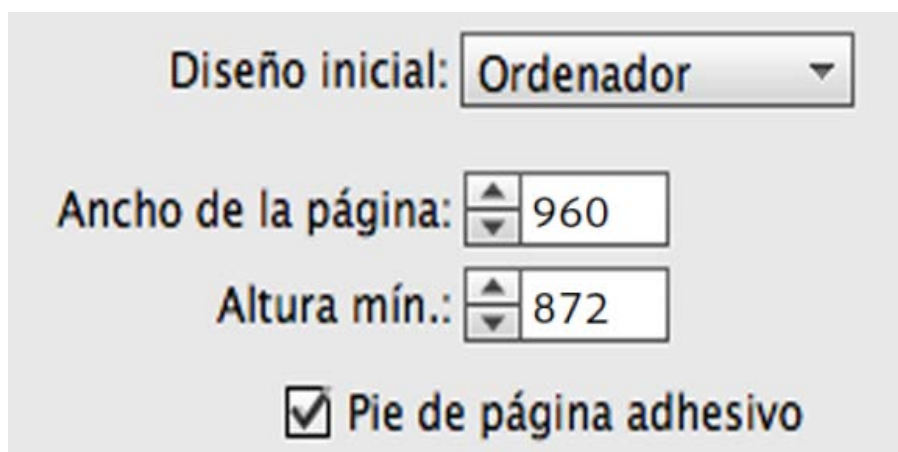 Diseño inicial: Ordenador
Ancho de la página: 960
Altura mín.: 872
Pie de página adhesivo